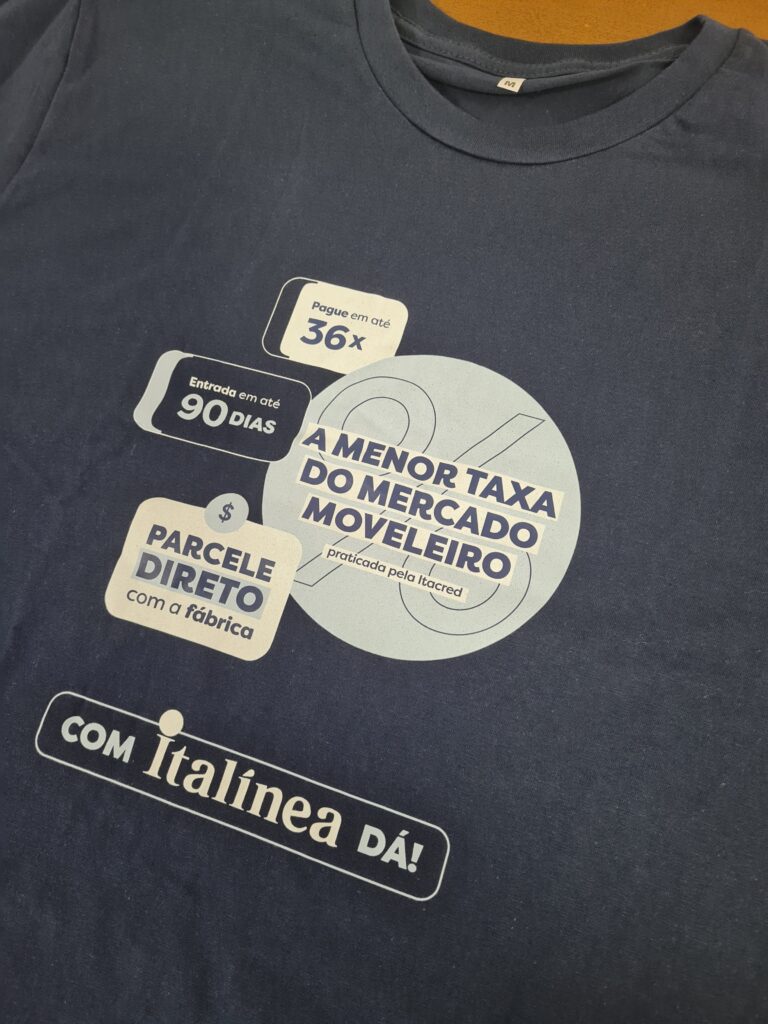 M
Pague em até
36x
Entrada em até
90 DIAS
A MENOR TAXA
DO MERCADO
MOVELEIRO
praticada pela Itacred
$
PARCELE
DIRETO
com a fábrica
COM Italínea DÁ!